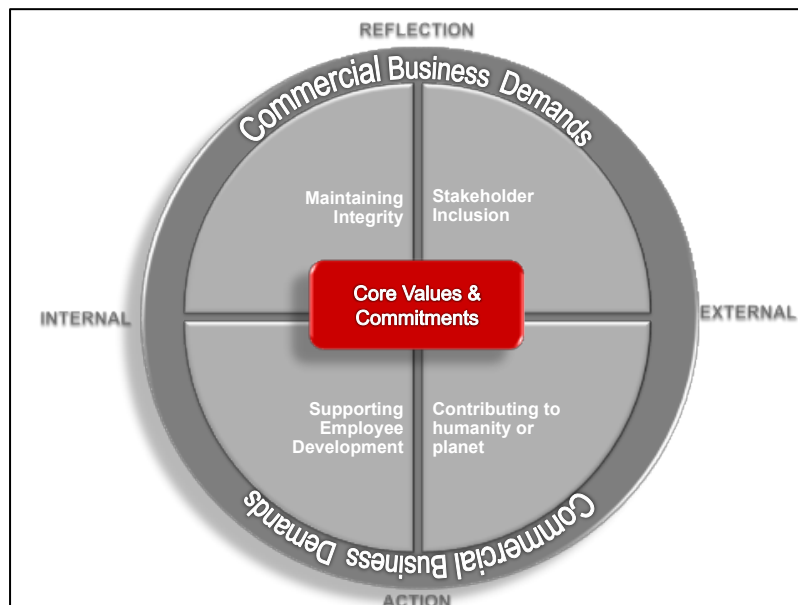 REFLECTION
Commercial Business Demands
Maintaining
Integrity
Stakeholder
Inclusion
INTERNAL
Core Values &
Commitments
EXTERNAL
Supporting
Employee
Development
Contributing to
humanity or
planet
Commercial Business Demands
ACTION